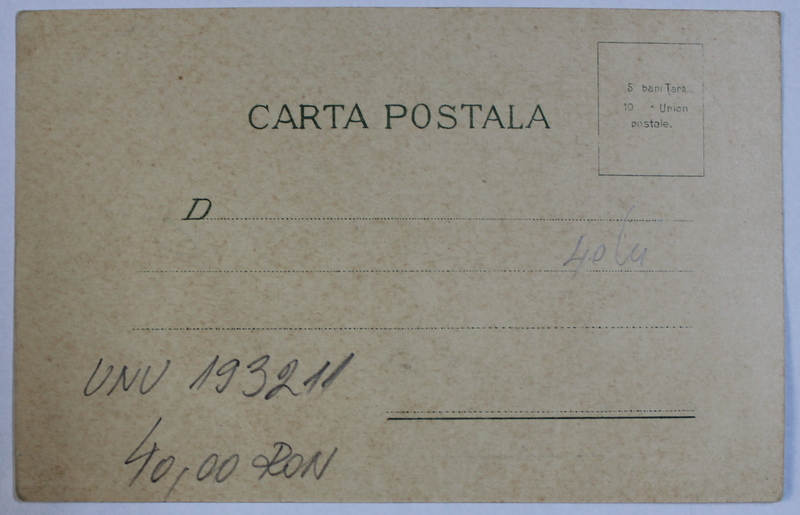 CARTA POSTALA
5 bani Țara
10 " Union
postale.
D
40 lei
UNU 193211
40,00 RON